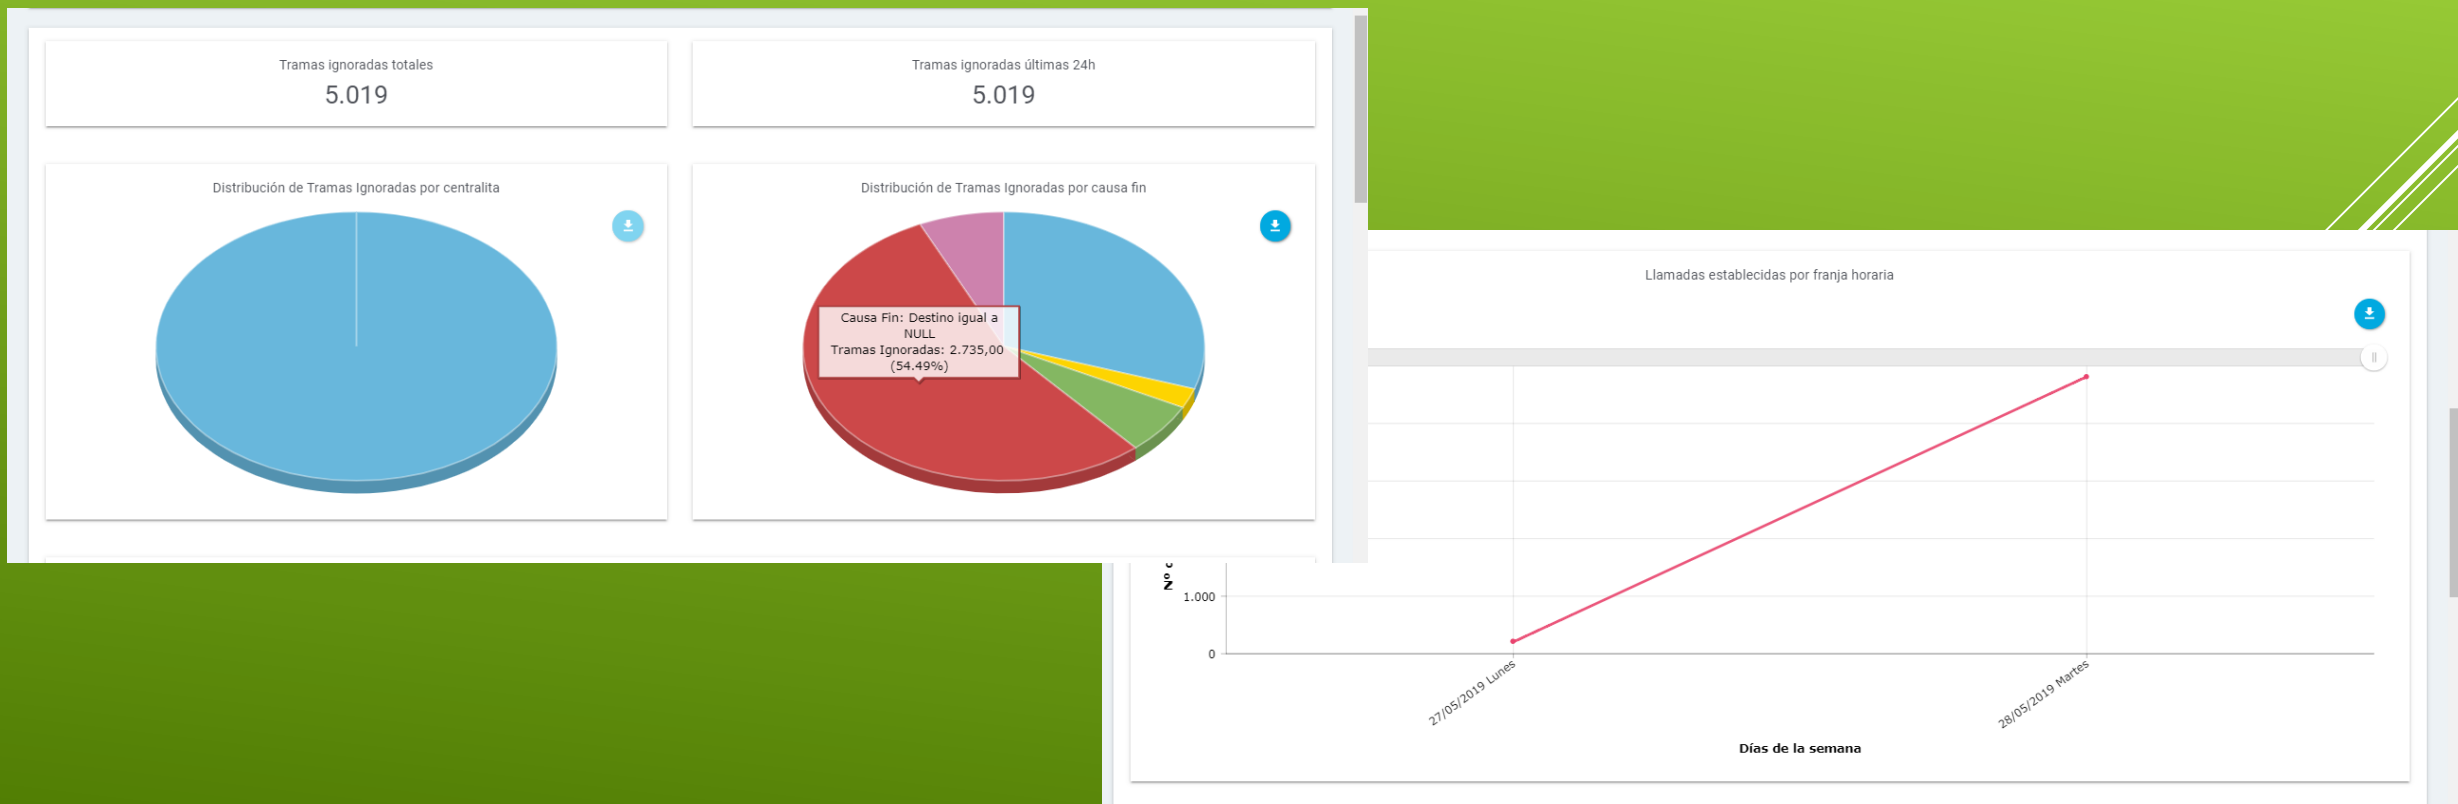 Tramas ignoradas totales
5.019
Tramas ignoradas últimas 24h
5.019
Distribución de Tramas Ignoradas por centralita
Distribución de Tramas Ignoradas por causa fin
Causa Fin: Destino igual a
NULL
Tramas Ignoradas: 2.735,00
(54.49%)
Llamadas establecidas por franja horaria
Nº
1.000
0
27/05/2019 Lunes
28/05/2019 Martes
Días de la semana